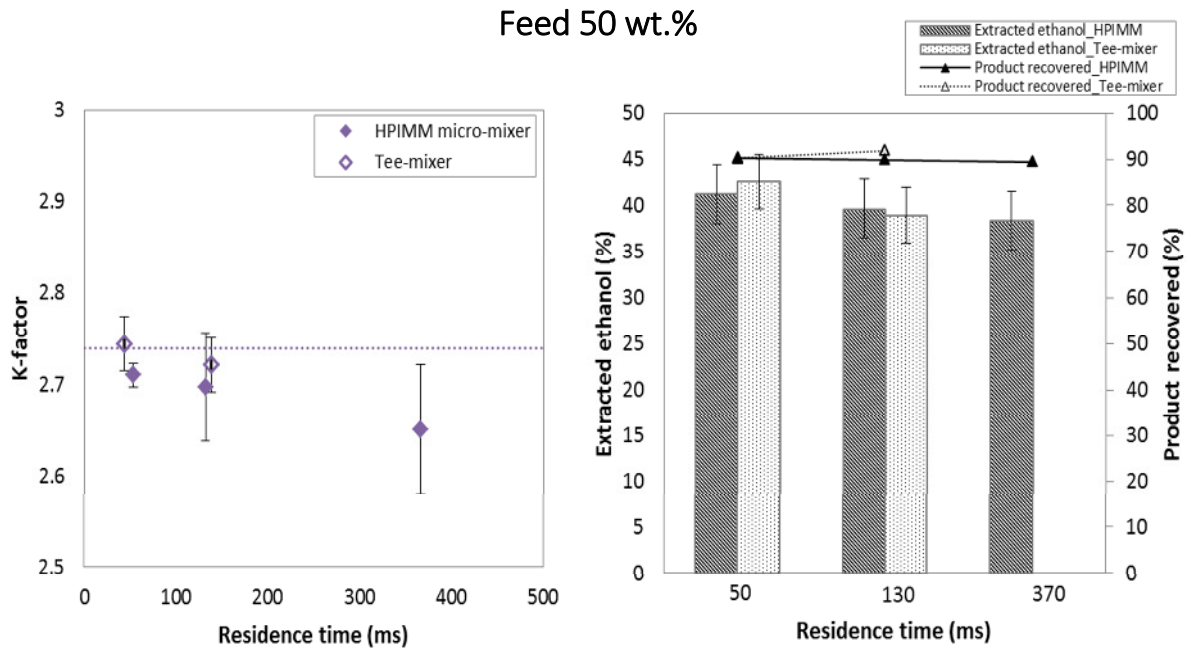 Feed 50 wt.%
3
2.9
2.8
2.7
2.6
2.5
K-factor
HPIMM micro-mixer
Tee-mixer
0 100 200 300 400 500
Residence time (ms)
Extracted ethanol_HPIMM
Extracted ethanol_Tee-mixer
Product recovered_HPIMM
Product recovered_Tee-mixer
50
45
40
35
30
25
20
15
10
5
0
Extracted ethanol (%)
100
90
80
70
60
50
40
30
20
10
0
Product recovered (%)
50 130 370
Residence time (ms)